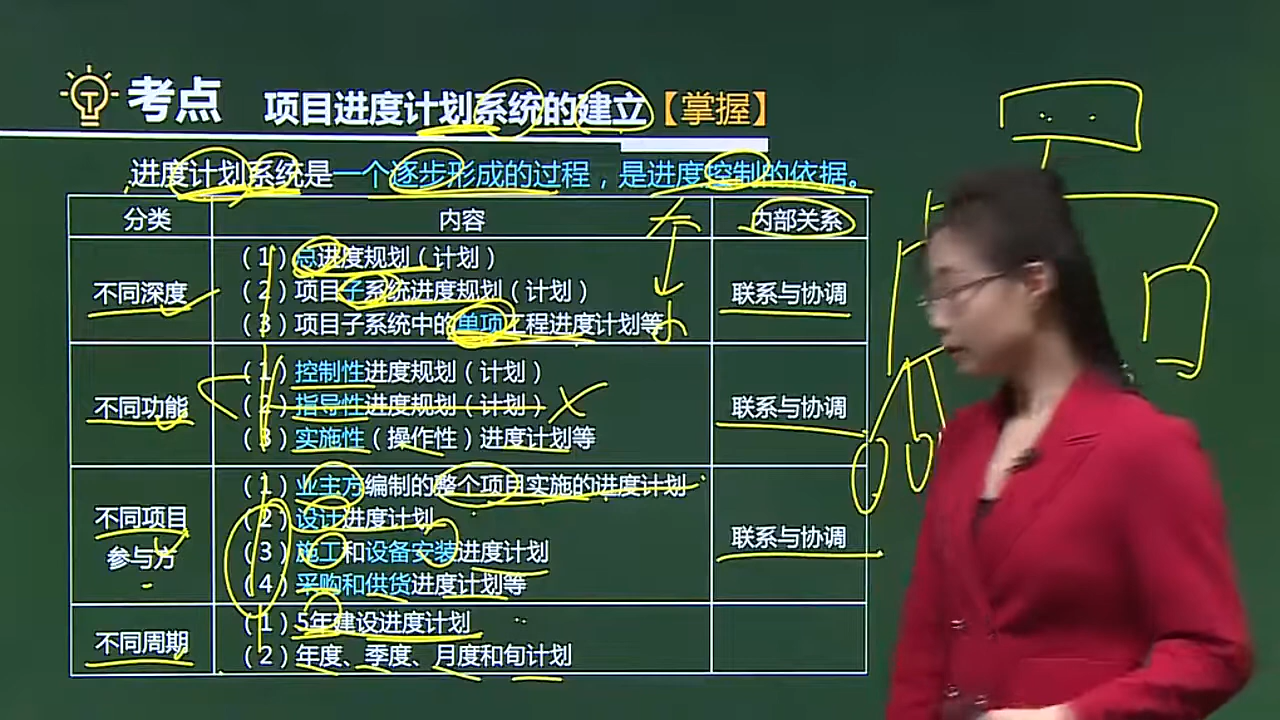 考点 项目进度计划系统的建立【掌握】
进度计划系统是一个逐步形成的过程，是进度控制的依据。
分类 内容 内部关系
不同深度
（1）总进度规划（计划）
（2）项目子系统进度规划（计划）
（3）项目子系统中的单项工程进度计划等
联系与协调
不同功能
（1）控制性进度规划（计划）
（2）指导性进度规划（计划）
（3）实施性（操作性）进度计划等
联系与协调
不同项目
参与方
（1）业主方编制的整个项目实施的进度计划
（2）设计进度计划
（3）施工和设备安装进度计划
（4）采购和供货进度计划等
联系与协调
不同周期
（1）5年建设进度计划
（2）年度、季度、月度和旬计划
大
小